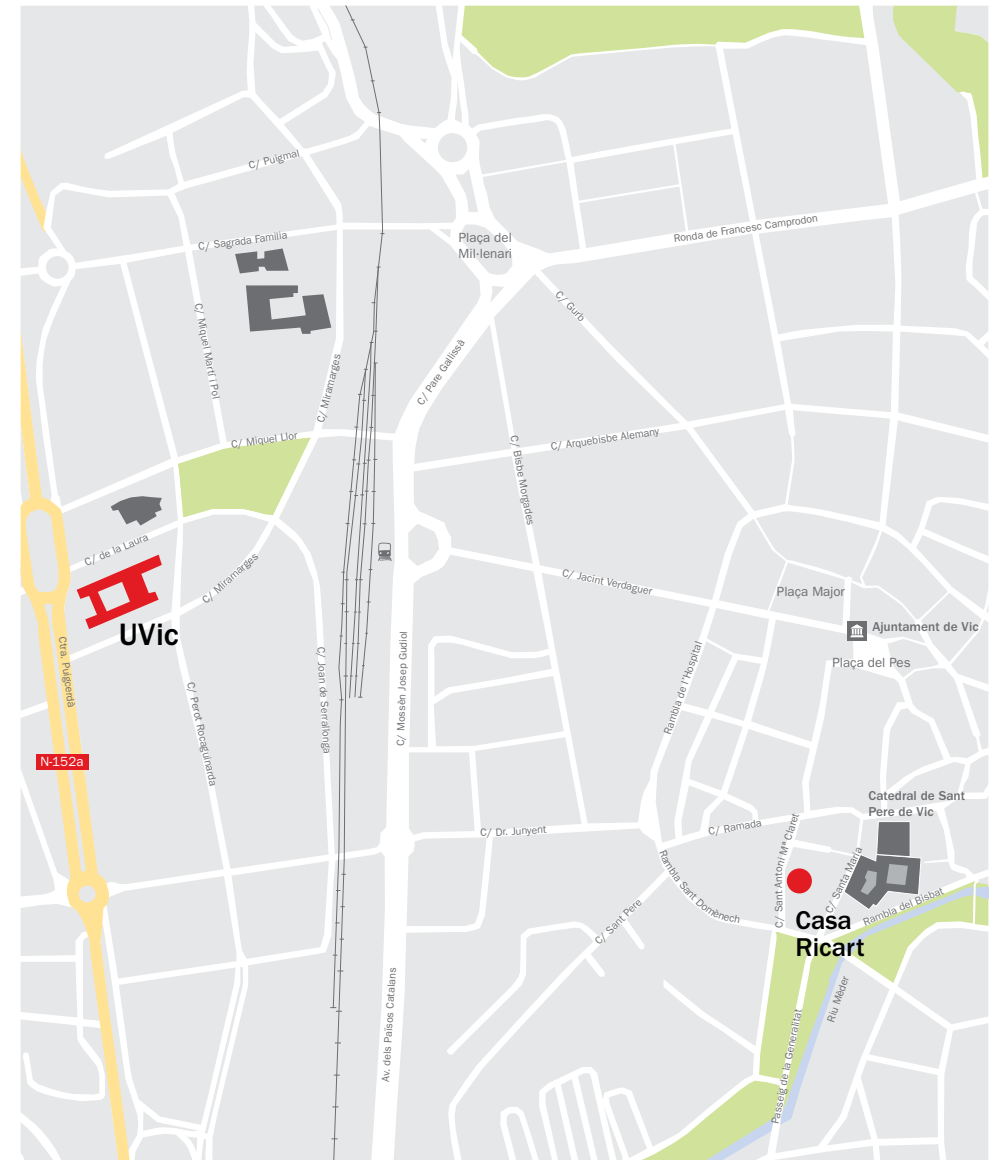 C/ Puigmal
C/ Sagrada Familia
Plaça del
Mil·lenari
Ronda de Francesc Camprodon
C/ Gurb
C/ Miquel Martí i Pol
C/ Pare Gallissà
C/ Miramarges
C/ Miquel Llor
C/ Arquebisbe Alemany
C/ Bisbe Morgades
C/ de la Laura
C/ Miramarges
C/ Jacint Verdaguer
Plaça Major
UVic
Ajuntament de Vic
Plaça del Pes
Ctra. Puigcerdà
C/ Perot Rocaguinarda
C/ Joan de Serrallonga
C/ Mossèn Josep Gudiol
Rambla de l'Hospital
N-152a
Catedral de Sant
Pere de Vic
C/ Dr. Junyent
C/ Ramada
C/ Sant Antoni Mª Claret
C/ Santa Maria
Rambla Sant Domènech
C/ Sant Pere
Rambla del Bisbat
Casa
Ricart
Av. dels Països Catalans
Riu Mèder
Passeig de la Generalitat